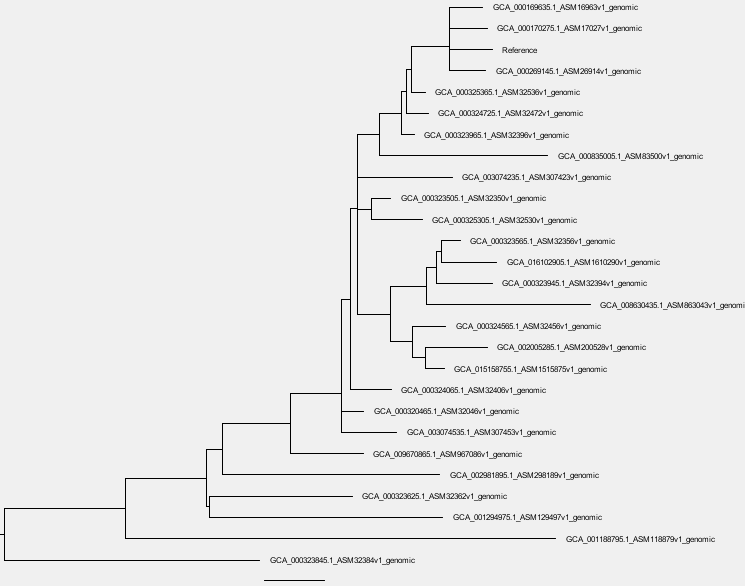 GCA_000169635.1_ASM16963v1_genomic
GCA_000170275.1_ASM17027v1_genomic
Reference
GCA_000269145.1_ASM26914v1_genomic
GCA_000325365.1_ASM32536v1_genomic
GCA_000324725.1_ASM32472v1_genomic
GCA_000323965.1_ASM32396v1_genomic
GCA_000835005.1_ASM83500v1_genomic
GCA_003074235.1_ASM307423v1_genomic
GCA_000323505.1_ASM32350v1_genomic
GCA_000325305.1_ASM32530v1_genomic
GCA_000323565.1_ASM32356v1_genomic
GCA_016102905.1_ASM1610290v1_genomic
GCA_000323945.1_ASM32394v1_genomic
GCA_008630435.1_ASM863043v1_genomi
GCA_000324565.1_ASM32456v1_genomic
GCA_002005285.1_ASM200528v1_genomic
GCA_015158755.1_ASM1515875v1_genomic
GCA_000324065.1_ASM32406v1_genomic
GCA_000320465.1_ASM32046v1_genomic
GCA_003074535.1_ASM307453v1_genomic
GCA_009670865.1_ASM967086v1_genomic
GCA_002981895.1_ASM298189v1_genomic
GCA_000323625.1_ASM32362v1_genomic
GCA_001294975.1_ASM129497v1_genomic
GCA_001188795.1_ASM118879v1_genomic
GCA_000323845.1_ASM32384v1_genomic